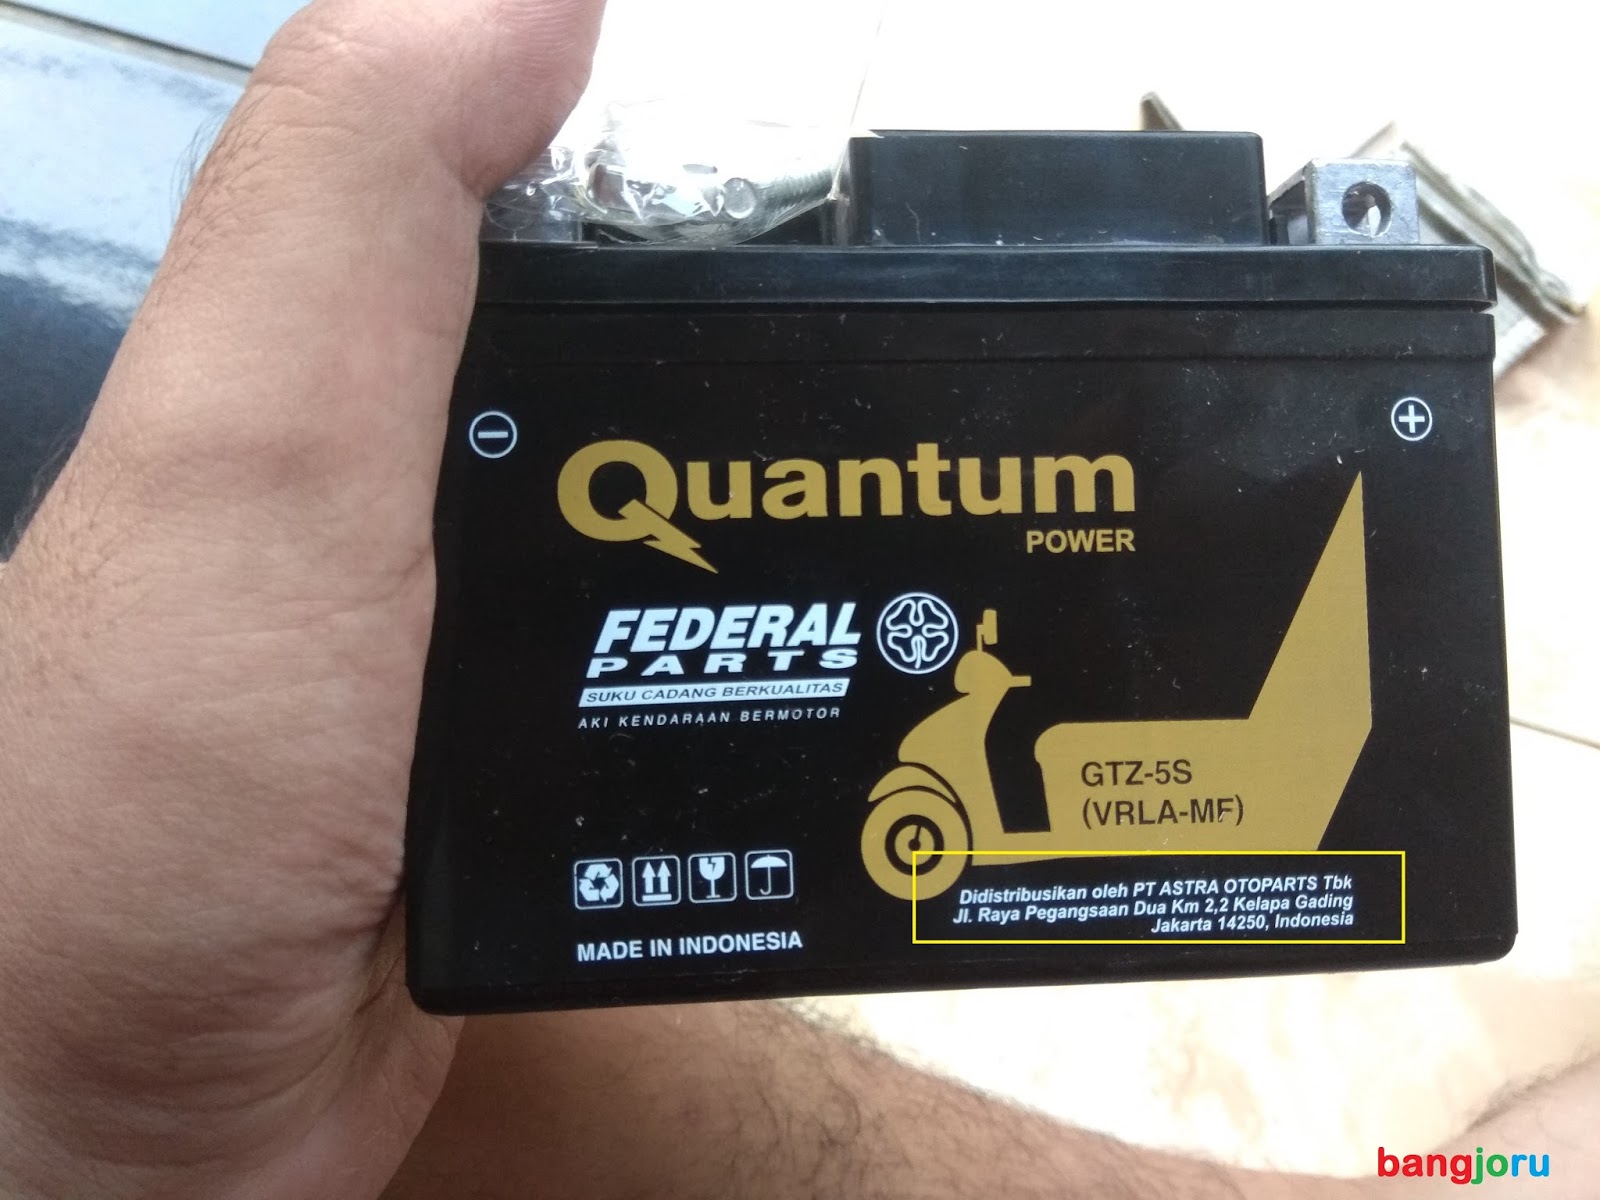 Quantum
POWER
FEDERAL
PARTS
SUKU CADANG BERKUALITAS
AKI KENDARAAN BERMOTOR
GTZ-5S
(VRLA-MF)
Didistribusikan oleh PT ASTRA OTOPARTS Tbk
Jl. Raya Pegangsaan Dua Km 2,2 Kelapa Gading
Jakarta 14250, Indonesia
MADE IN INDONESIA
bangjoru